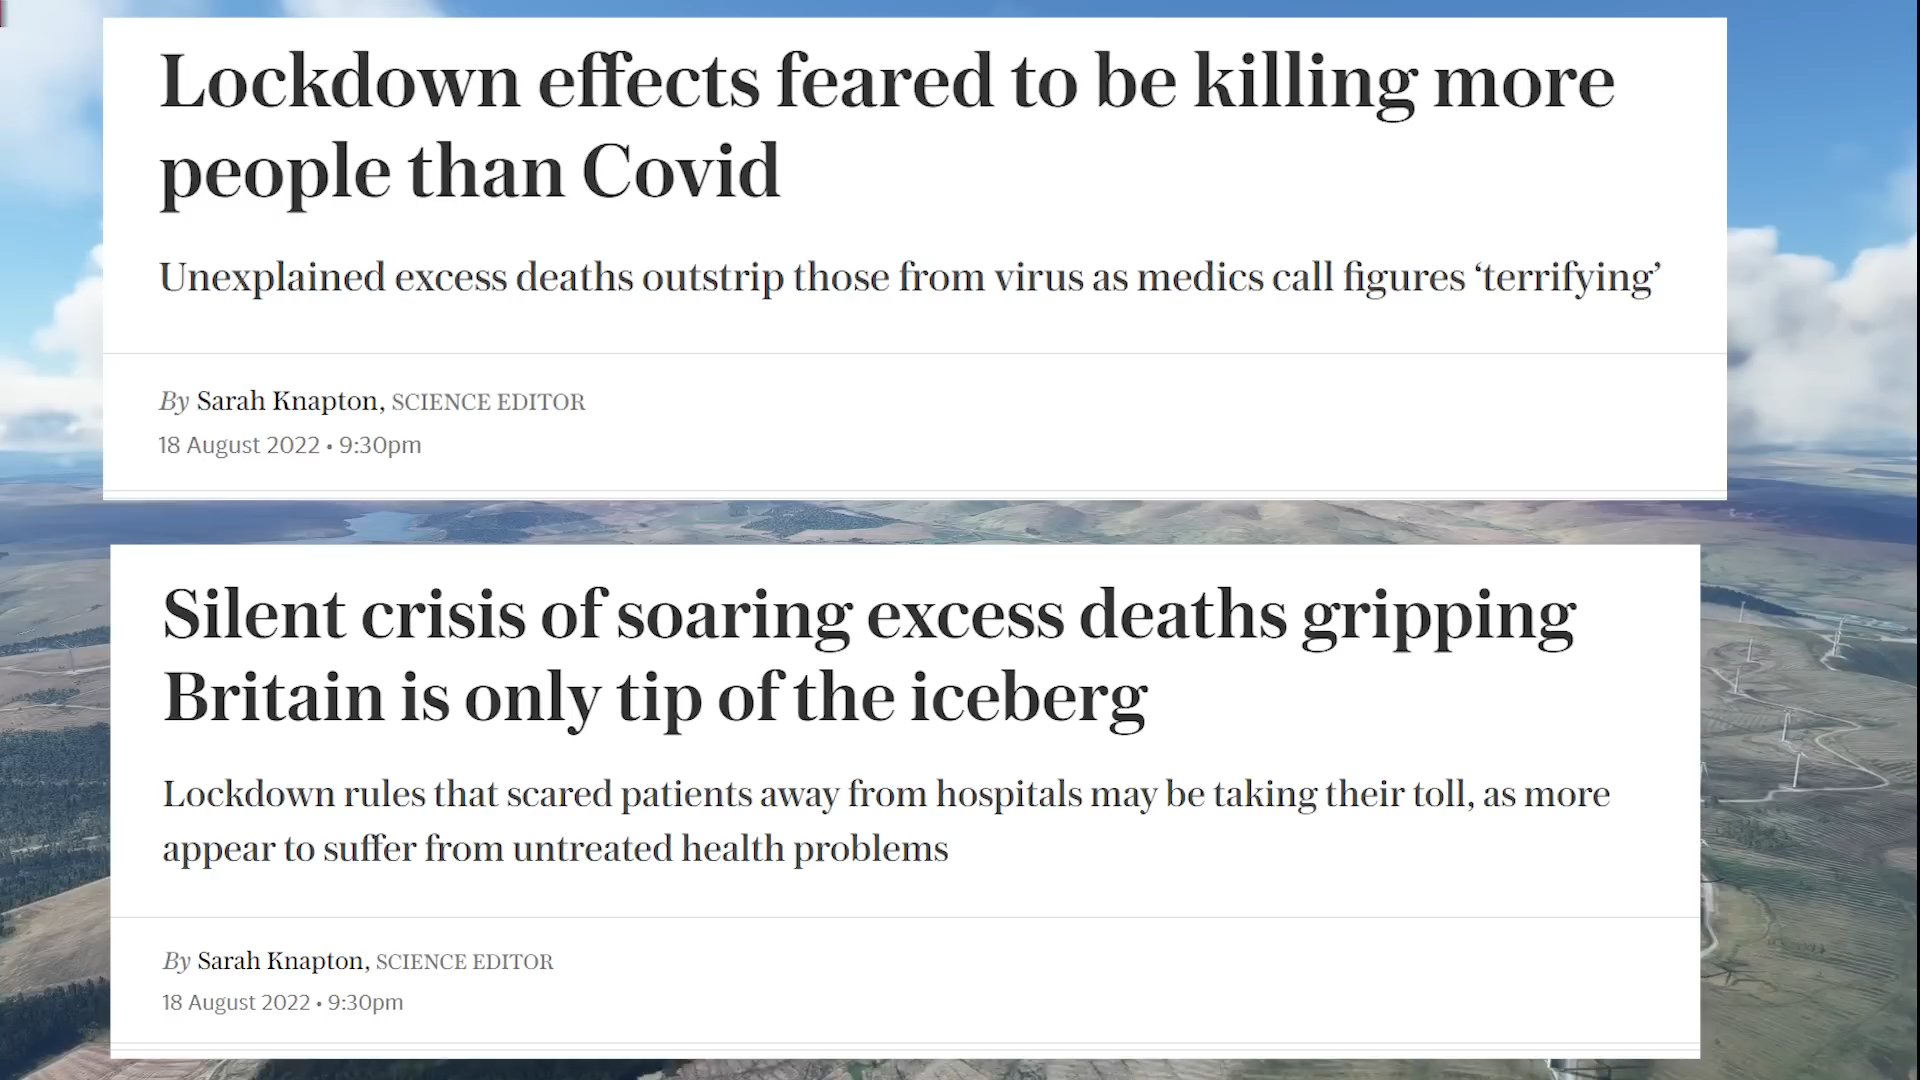 Lockdown effects feared to be killing more
people than Covid
Unexplained excess deaths outstrip those from virus as medics call figures ‘terrifying’
By Sarah Knapton, SCIENCE EDITOR
18 August 2022 • 9:30pm
Silent crisis of soaring excess deaths gripping
Britain is only tip of the iceberg
Lockdown rules that scared patients away from hospitals may be taking their toll, as more
appear to suffer from untreated health problems
By Sarah Knapton, SCIENCE EDITOR
18 August 2022 • 9:30pm